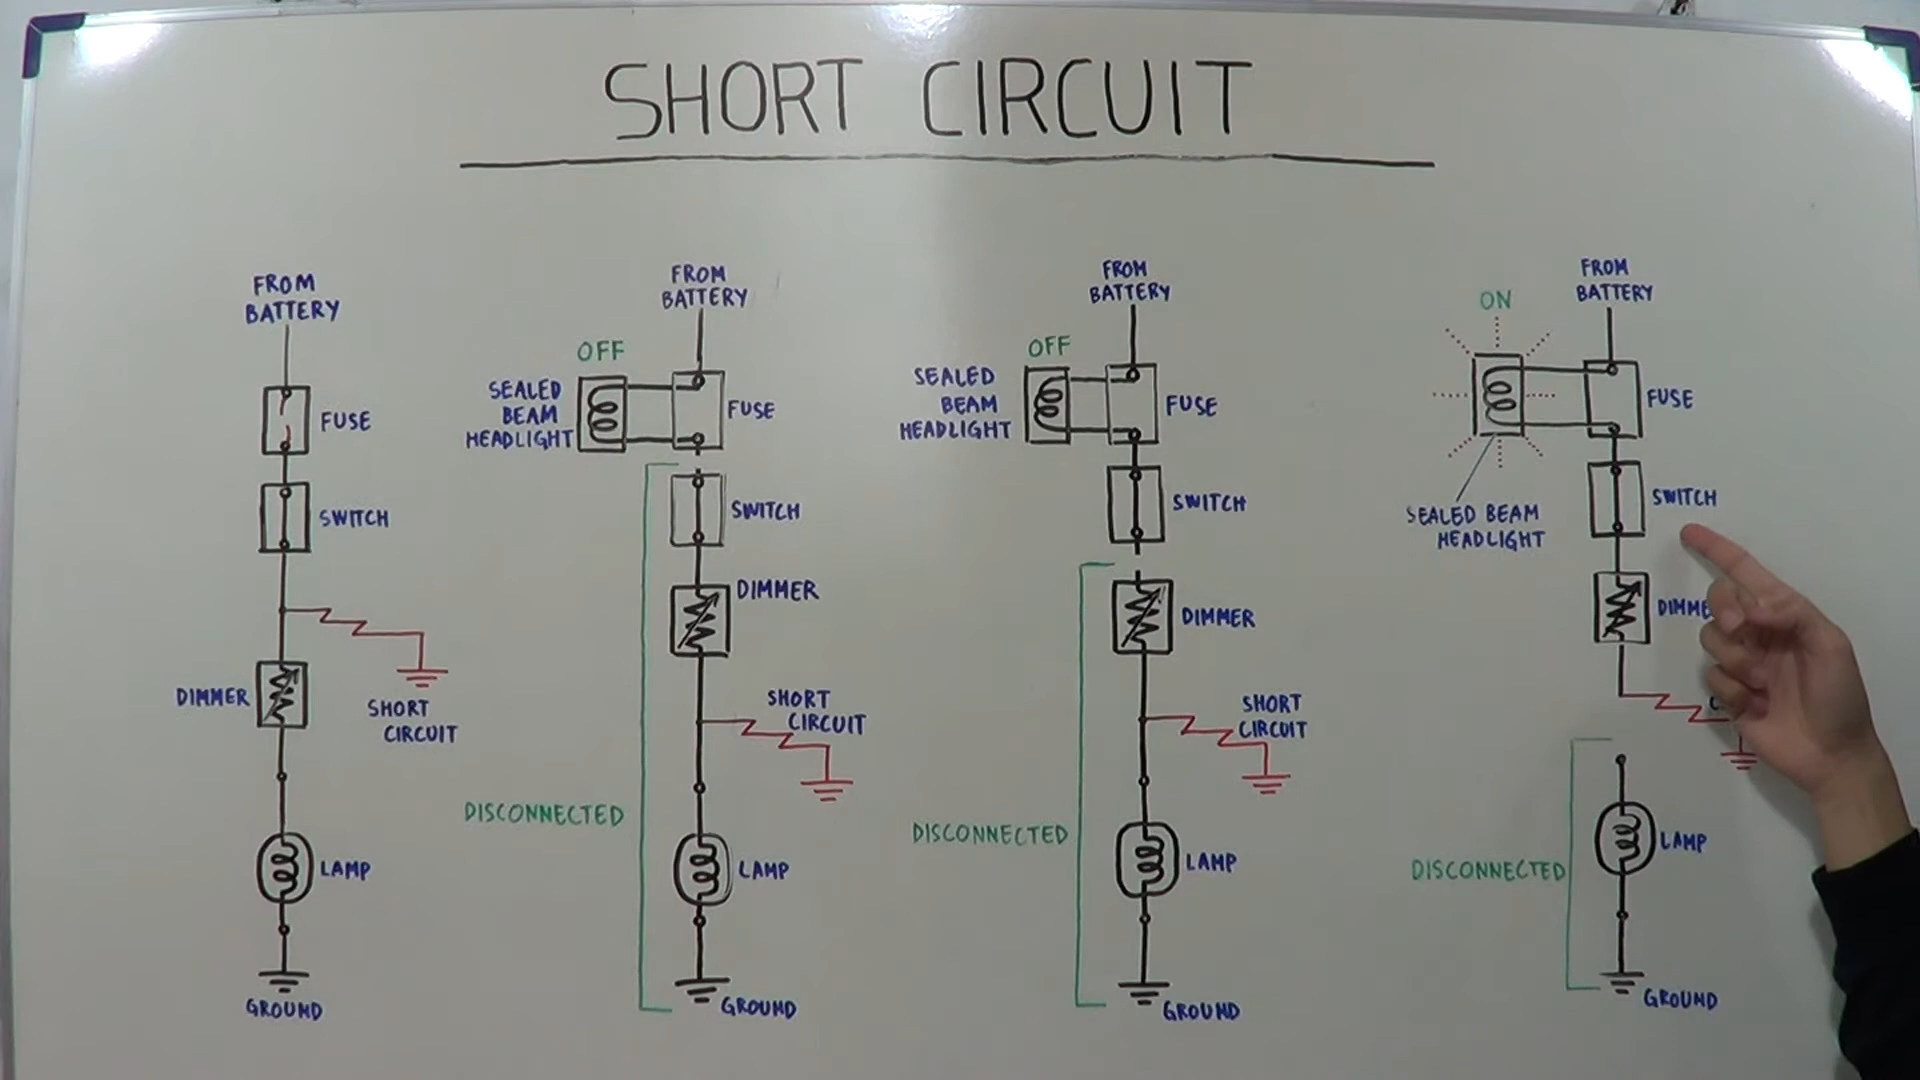 SHORT CIRCUIT
FROM
BATTERY
FUSE
SWITCH
DIMMER
SHORT
CIRCUIT
LAMP
GROUND
FROM
BATTERY
OFF
SEALED
BEAM
HEADLIGHT
FUSE
SWITCH
DIMMER
SHORT
CIRCUIT
DISCONNECTED
LAMP
GROUND
FROM
BATTERY
OFF
SEALED
BEAM
HEADLIGHT
FUSE
SWITCH
DIMMER
SHORT
CIRCUIT
DISCONNECTED
LAMP
GROUND
FROM
BATTERY
ON
FUSE
SWITCH
SEALED BEAM
HEADLIGHT
DIMME
DISCONNECTED
LAMP
GROUND